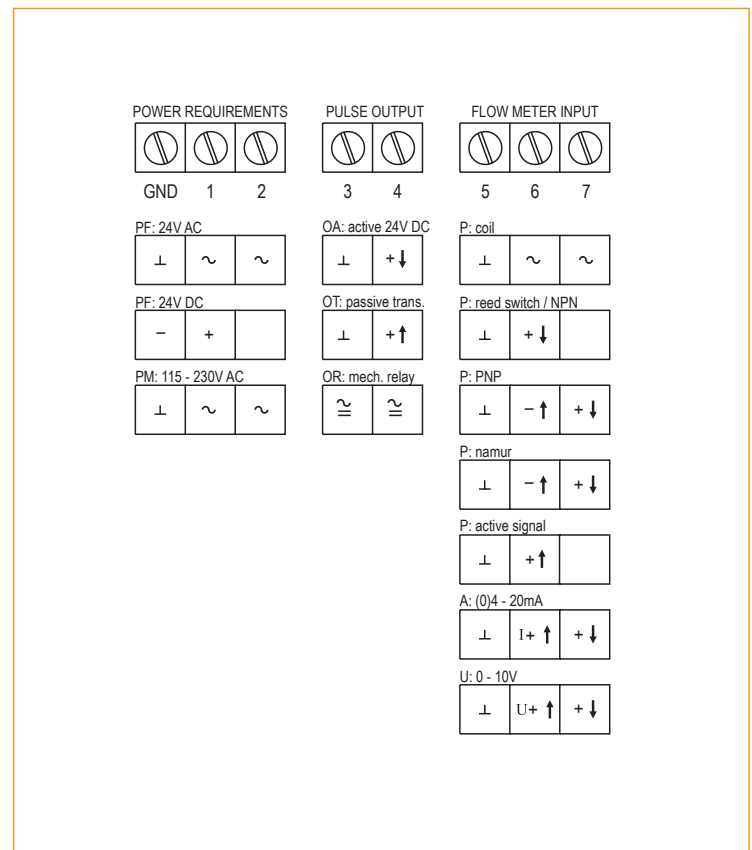 POWER REQUIREMENTS PULSE OUTPUT FLOW METER INPUT
GND 1 2 3 4 5 6 7
PF: 24V AC OA: active 24V DC P: coil
⊥ ~ ~ ⊥ +↓ ⊥ ~ ~
PF: 24V DC OT: passive trans. P: reed switch / NPN
− + ⊥ +↑ ⊥ +↓
PM: 115 - 230V AC OR: mech. relay P: PNP
⊥ ~ ~ ≅ ≅ ⊥ −↑ +↓
P: namur
⊥ −↑ +↓
P: active signal
⊥ +↑
A: (0)4 - 20mA
⊥ I+ ↑ +↓
U: 0 - 10V
⊥ U+ ↑ +↓